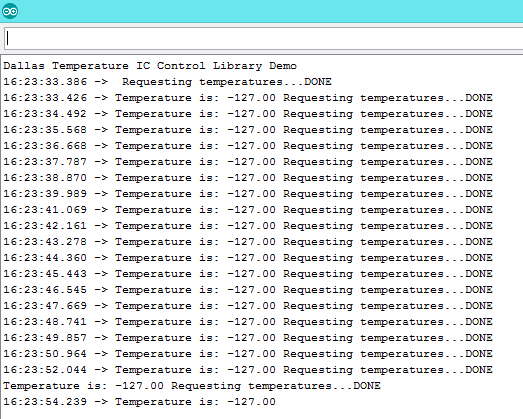 Dallas Temperature IC Control Library Demo
16:23:33.386 ->  Requesting temperatures...DONE
16:23:33.426 -> Temperature is: -127.00 Requesting temperatures...DONE
16:23:34.492 -> Temperature is: -127.00 Requesting temperatures...DONE
16:23:35.568 -> Temperature is: -127.00 Requesting temperatures...DONE
16:23:36.668 -> Temperature is: -127.00 Requesting temperatures...DONE
16:23:37.787 -> Temperature is: -127.00 Requesting temperatures...DONE
16:23:38.870 -> Temperature is: -127.00 Requesting temperatures...DONE
16:23:39.989 -> Temperature is: -127.00 Requesting temperatures...DONE
16:23:41.069 -> Temperature is: -127.00 Requesting temperatures...DONE
16:23:42.161 -> Temperature is: -127.00 Requesting temperatures...DONE
16:23:43.278 -> Temperature is: -127.00 Requesting temperatures...DONE
16:23:44.360 -> Temperature is: -127.00 Requesting temperatures...DONE
16:23:45.443 -> Temperature is: -127.00 Requesting temperatures...DONE
16:23:46.545 -> Temperature is: -127.00 Requesting temperatures...DONE
16:23:47.669 -> Temperature is: -127.00 Requesting temperatures...DONE
16:23:48.741 -> Temperature is: -127.00 Requesting temperatures...DONE
16:23:49.857 -> Temperature is: -127.00 Requesting temperatures...DONE
16:23:50.964 -> Temperature is: -127.00 Requesting temperatures...DONE
16:23:52.044 -> Temperature is: -127.00 Requesting temperatures...DONE
Temperature is: -127.00 Requesting temperatures...DONE
16:23:54.239 -> Temperature is: -127.00